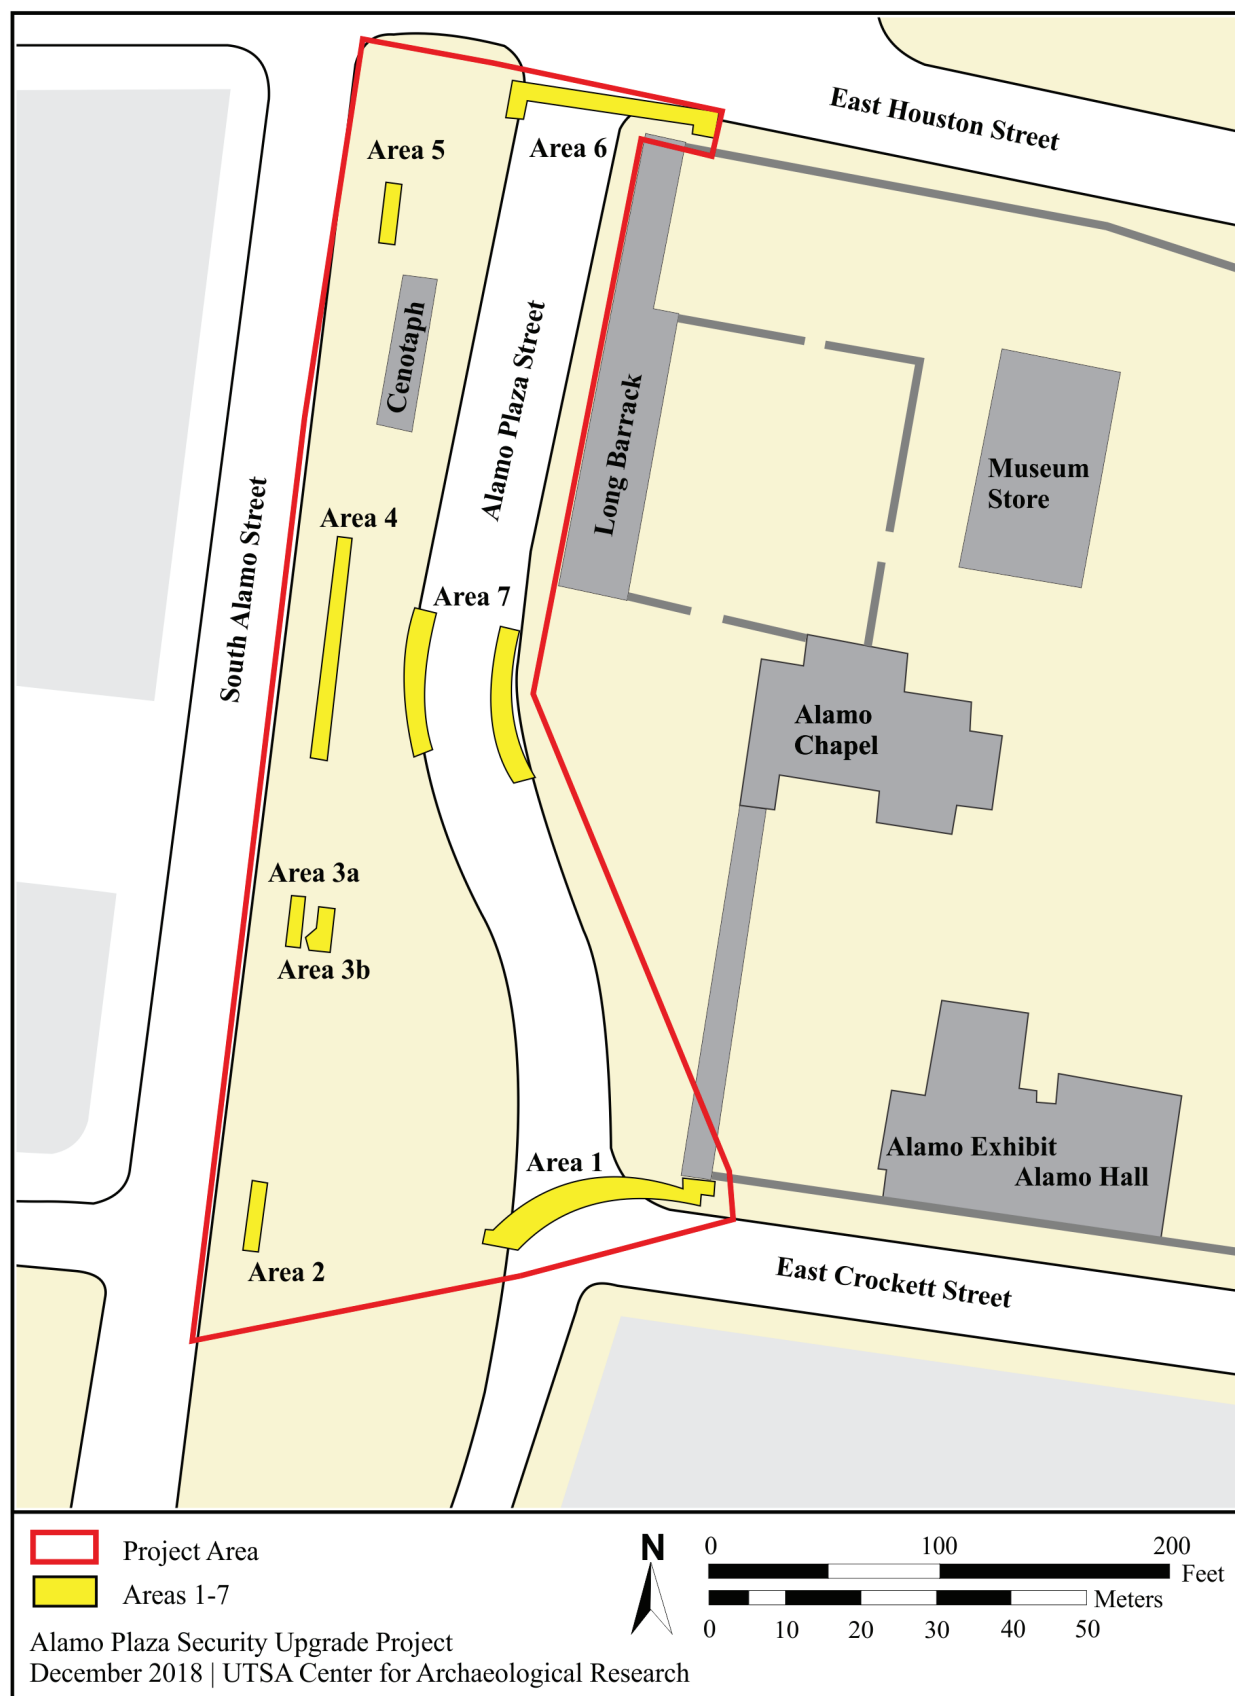 East Houston Street
Area 5
Area 6
Cenotaph
Alamo Plaza Street
Long Barrack
Museum
Store
Area 4
South Alamo Street
Area 7
Alamo
Chapel
Area 3a
Area 3b
Area 1
Alamo Exhibit
Alamo Hall
Area 2
East Crockett Street
Project Area
Areas 1-7
Alamo Plaza Security Upgrade Project
December 2018 | UTSA Center for Archaeological Research
N
0 100 200
Feet
Meters
0 10 20 30 40 50